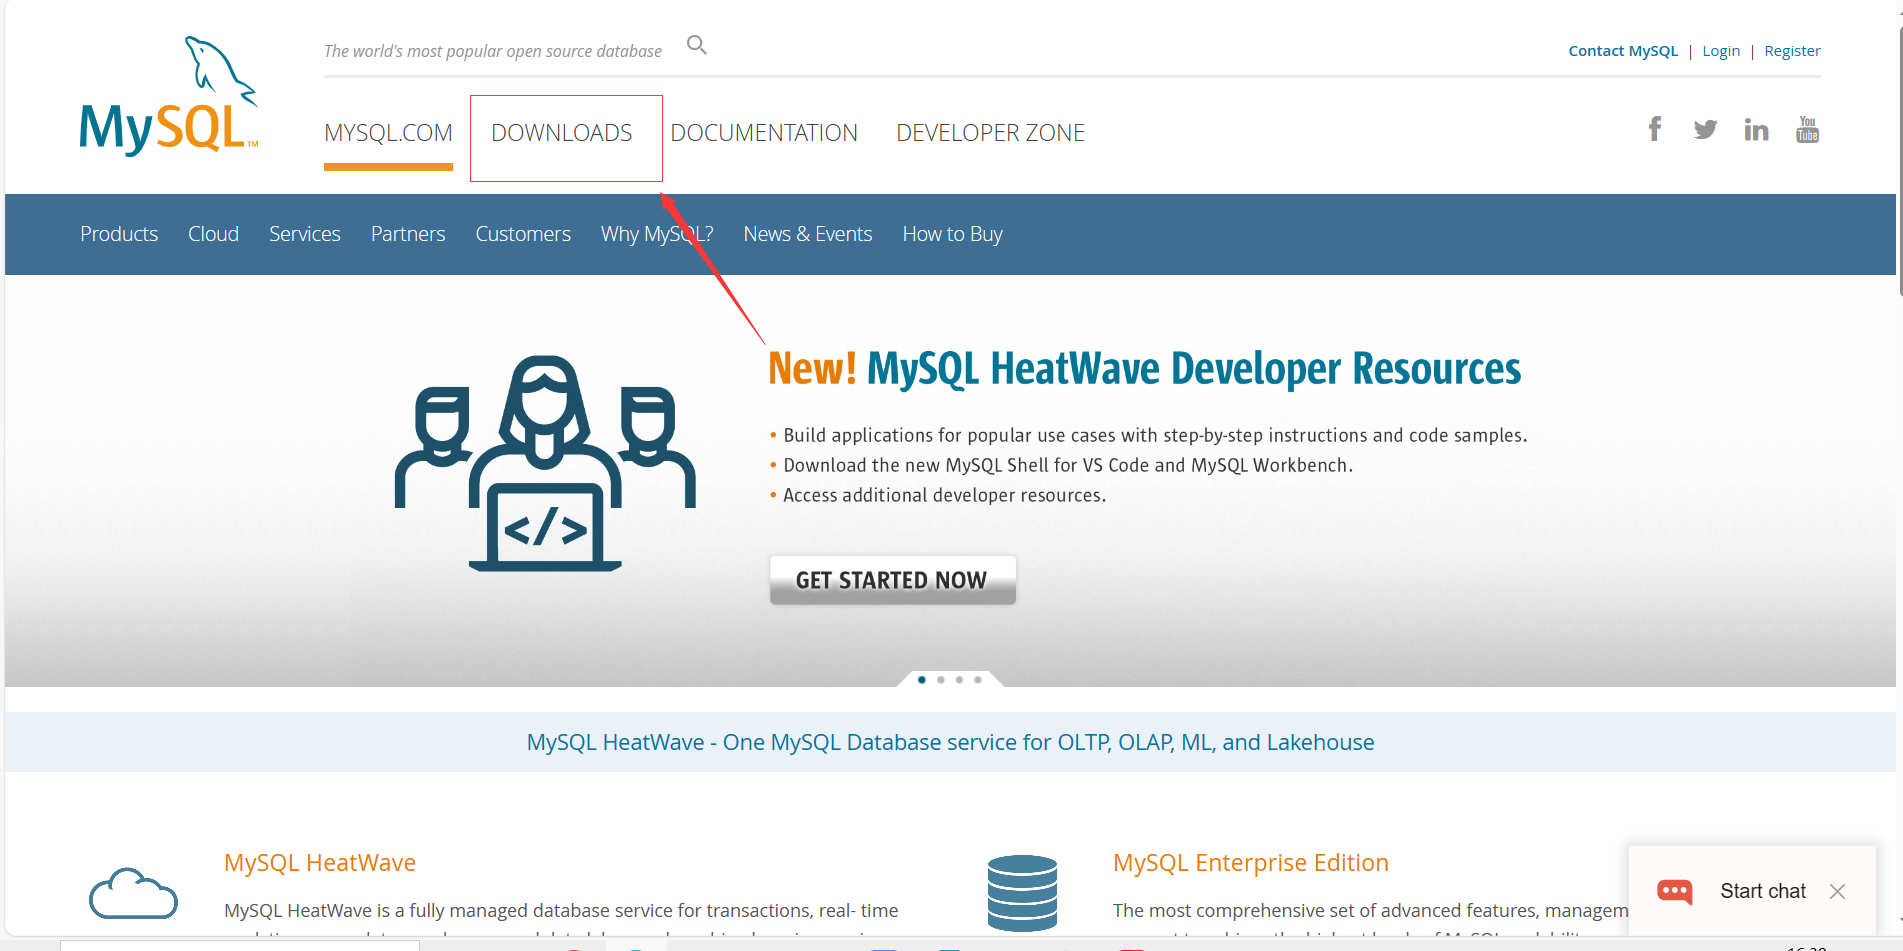 The world's most popular open source database
Contact MySQL | Login | Register
MySQL™
MYSQL.COM DOWNLOADS DOCUMENTATION DEVELOPER ZONE
You
Tube
Products Cloud Services Partners Customers Why MySQL? News & Events How to Buy
New! MySQL HeatWave Developer Resources
• Build applications for popular use cases with step-by-step instructions and code samples.
• Download the new MySQL Shell for VS Code and MySQL Workbench.
• Access additional developer resources.
</>
GET STARTED NOW
MySQL HeatWave - One MySQL Database service for OLTP, OLAP, ML, and Lakehouse
MySQL HeatWave
MySQL HeatWave is a fully managed database service for transactions, real- time
MySQL Enterprise Edition
The most comprehensive set of advanced features, managem
Start chat